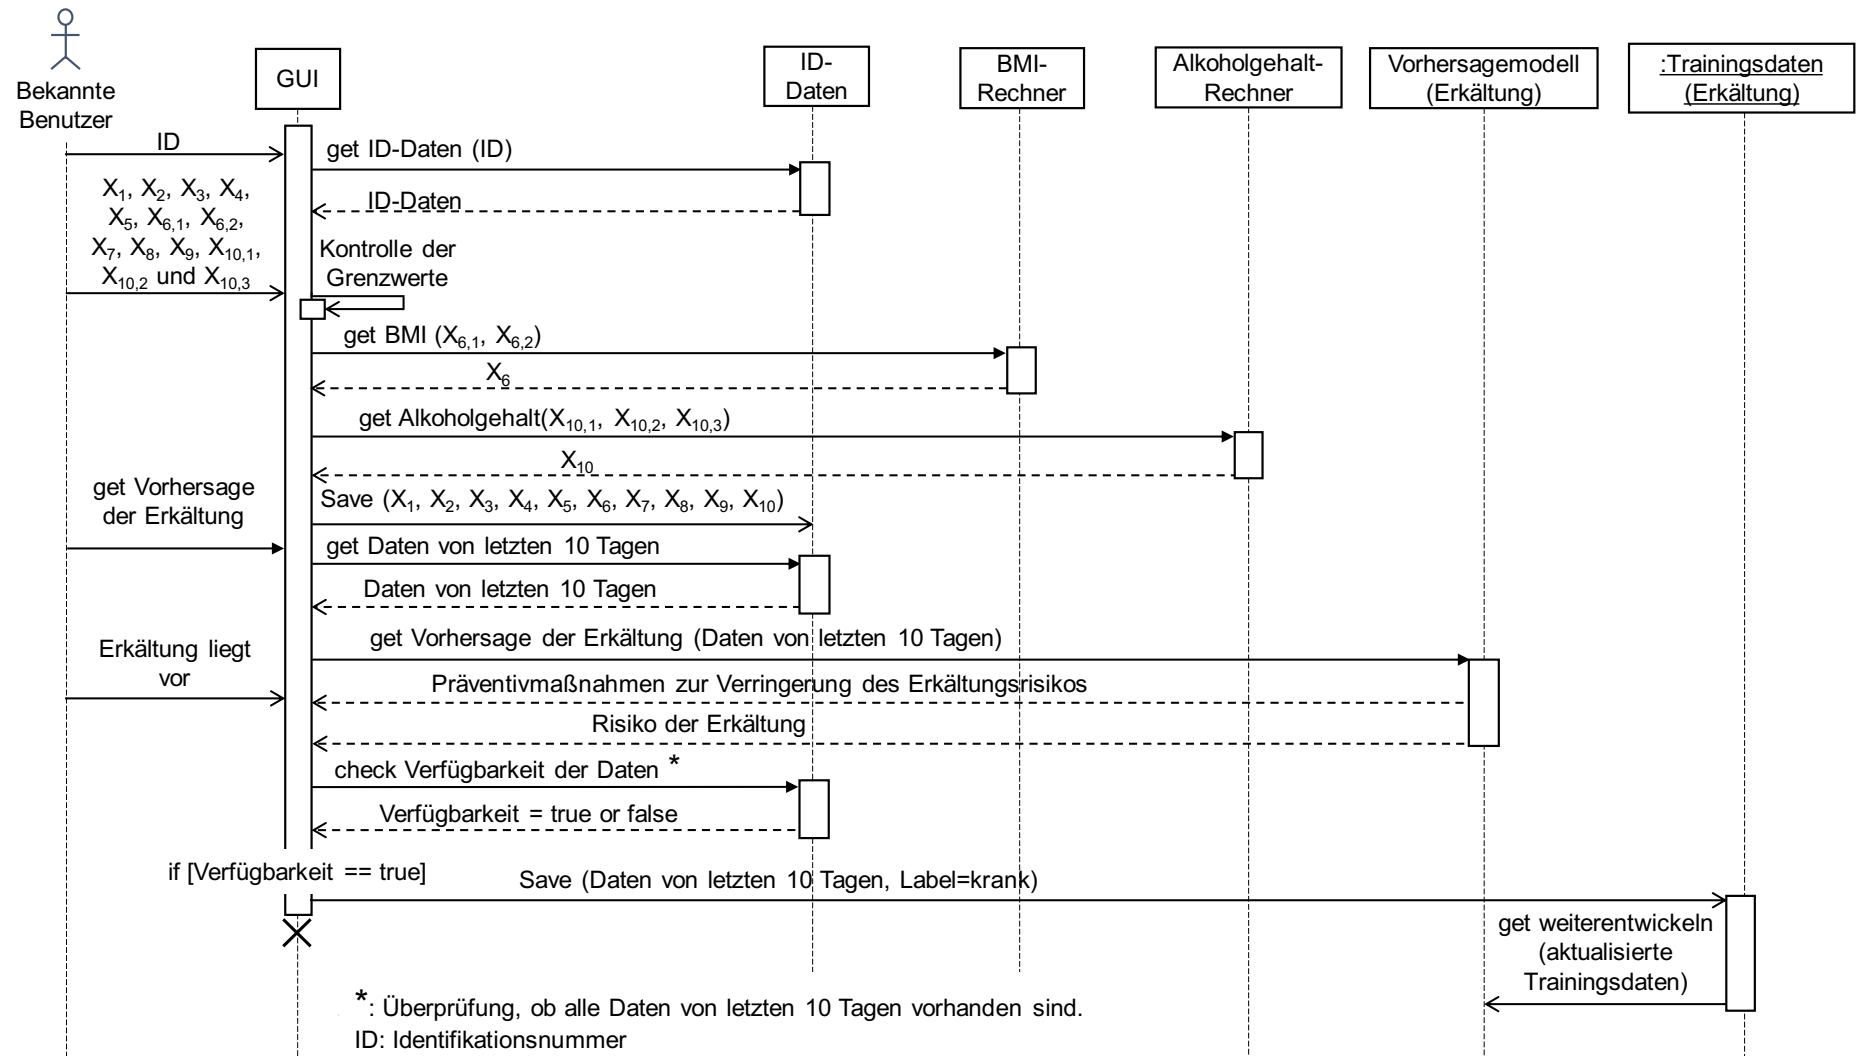 Bekannte
Benutzer
GUI
ID-
Daten
BMI-
Rechner
Alkoholgehalt-
Rechner
Vorhersagemodell
(Erkältung)
:Trainingsdaten
(Erkältung)
ID
get ID-Daten (ID)
ID-Daten
X1, X2, X3, X4,
X5, X6,1, X6,2,
X7, X8, X9, X10,1,
X10,2 und X10,3
Kontrolle der
Grenzwerte
get BMI (X6,1, X6,2)
X6
get Alkoholgehalt(X10,1, X10,2, X10,3)
X10
get Vorhersage
der Erkältung
Save (X1, X2, X3, X4, X5, X6, X7, X8, X9, X10)
get Daten von letzten 10 Tagen
Daten von letzten 10 Tagen
get Vorhersage der Erkältung (Daten von letzten 10 Tagen)
Erkältung liegt
vor
Präventivmaßnahmen zur Verringerung des Erkältungsrisikos
Risiko der Erkältung
check Verfügbarkeit der Daten *
Verfügbarkeit = true or false
if [Verfügbarkeit == true]
Save (Daten von letzten 10 Tagen, Label=krank)
get weiterentwickeln
(aktualisierte
Trainingsdaten)
*: Überprüfung, ob alle Daten von letzten 10 Tagen vorhanden sind.
ID: Identifikationsnummer